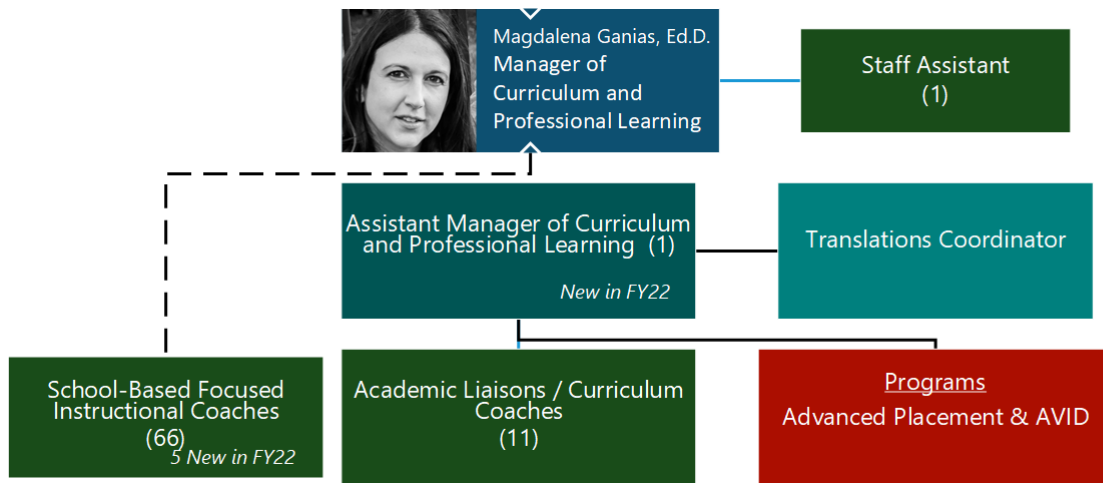 Magdalena Ganias, Ed.D.
Manager of
Curriculum and
Professional Learning
Staff Assistant
(1)
Assistant Manager of Curriculum
and Professional Learning (1)
New in FY22
Translations Coordinator
School-Based Focused
Instructional Coaches
(66)
5 New in FY22
Academic Liaisons / Curriculum
Coaches
(11)
Programs
Advanced Placement & AVID